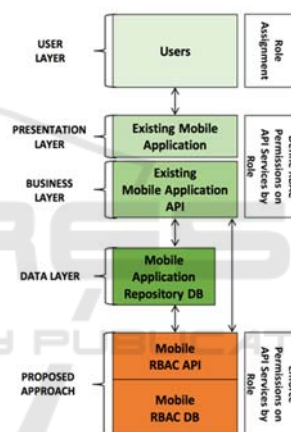 USER
LAYER
Users
Role
Assignment
PRESENTATION
LAYER
Existing Mobile
Application
BUSINESS
LAYER
Existing
Mobile Application
API
Permissions on
API Services by
Role
DATA LAYER
Mobile
Application
Repository DB
PROPOSED
APPROACH
Mobile
RBAC API
Mobile
RBAC DB
Permissions on
API Services by
Role